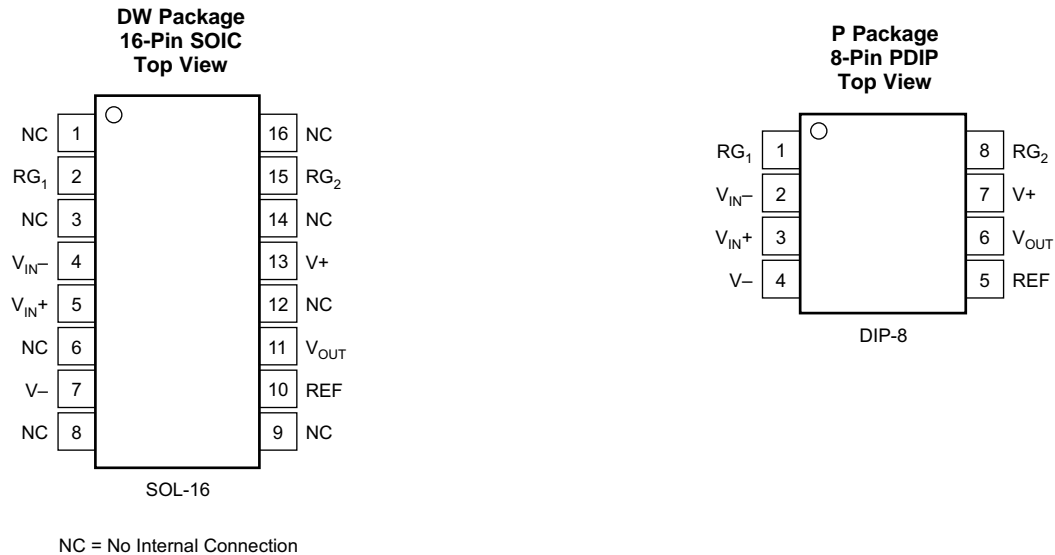 DW Package
16-Pin SOIC
Top View
NC 1 16 NC
RG1 2 15 RG2
NC 3 14 NC
VIN– 4 13 V+
VIN+ 5 12 NC
NC 6 11 VOUT
V– 7 10 REF
NC 8 9 NC
SOL-16
NC = No Internal Connection
P Package
8-Pin PDIP
Top View
RG1 1 8 RG2
VIN– 2 7 V+
VIN+ 3 6 VOUT
V– 4 5 REF
DIP-8